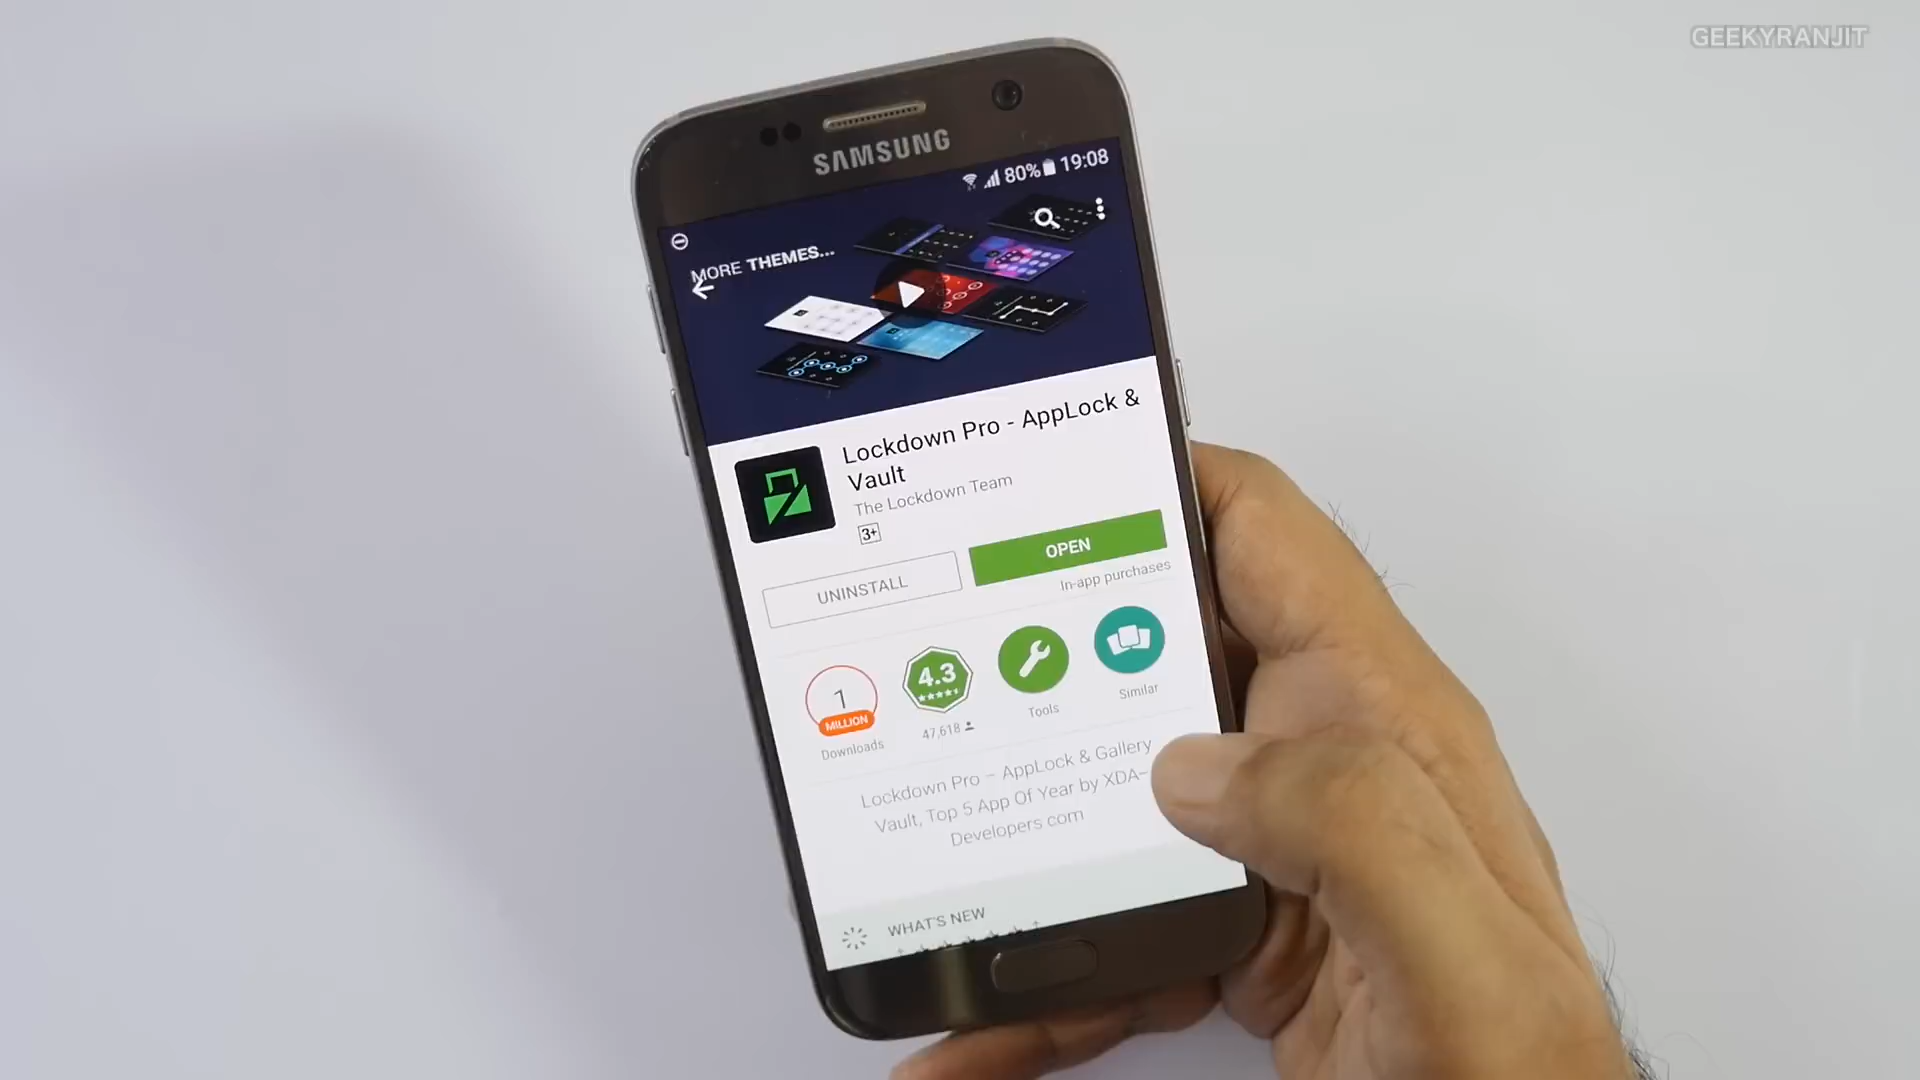 GEEKYRANJIT
SAMSUNG
80% 19:08
MORE THEMES...
Lockdown Pro - AppLock &
Vault
The Lockdown Team
3+
UNINSTALL
OPEN
In-app purchases
1
MILLION
Downloads
4.3
47,618
Tools
Similar
Lockdown Pro – AppLock & Gallery
Vault, Top 5 App Of Year by XDA–
Developers com
WHAT'S NEW